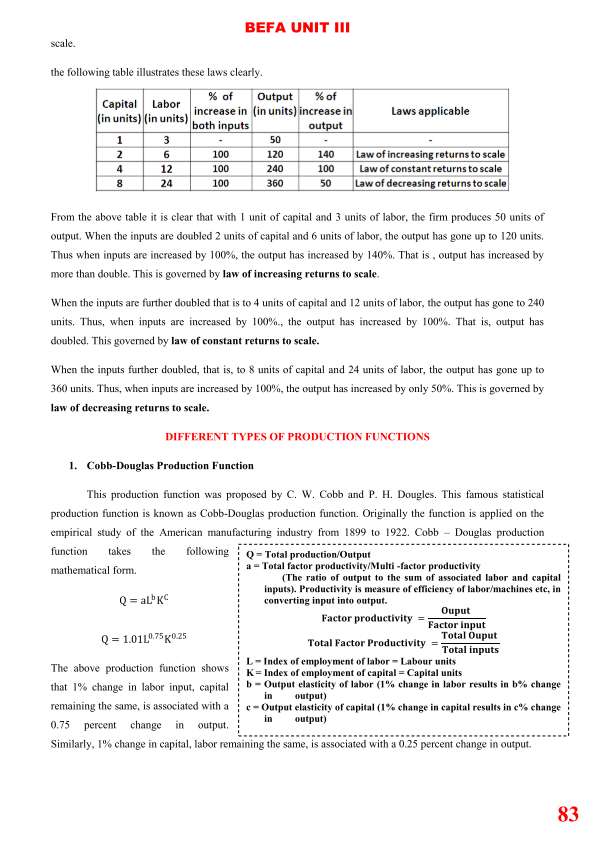 BEFA UNIT III
scale.
the following table illustrates these laws clearly.
Capital (in units) | Labor (in units) | % of increase in both inputs | Output (in units) | % of increase in output | Laws applicable
1 | 3 | - | 50 | - | -
2 | 6 | 100 | 120 | 140 | Law of increasing returns to scale
4 | 12 | 100 | 240 | 100 | Law of constant returns to scale
8 | 24 | 100 | 360 | 50 | Law of decreasing returns to scale
From the above table it is clear that with 1 unit of capital and 3 units of labor, the firm produces 50 units of
output. When the inputs are doubled 2 units of capital and 6 units of labor, the output has gone up to 120 units.
Thus when inputs are increased by 100%, the output has increased by 140%. That is , output has increased by
more than double. This is governed by law of increasing returns to scale.
When the inputs are further doubled that is to 4 units of capital and 12 units of labor, the output has gone to 240
units. Thus, when inputs are increased by 100%., the output has increased by 100%. That is, output has
doubled. This governed by law of constant returns to scale.
When the inputs further doubled, that is, to 8 units of capital and 24 units of labor, the output has gone up to
360 units. Thus, when inputs are increased by 100%, the output has increased by only 50%. This is governed by
law of decreasing returns to scale.
DIFFERENT TYPES OF PRODUCTION FUNCTIONS
1. Cobb-Douglas Production Function
This production function was proposed by C. W. Cobb and P. H. Dougles. This famous statistical
production function is known as Cobb-Douglas production function. Originally the function is applied on the
empirical study of the American manufacturing industry from 1899 to 1922. Cobb – Douglas production
function takes the following
mathematical form.
Q = aL^b K^C
Q = 1.01L^0.75 K^0.25
The above production function shows
that 1% change in labor input, capital
remaining the same, is associated with a
0.75 percent change in output.
Similarly, 1% change in capital, labor remaining the same, is associated with a 0.25 percent change in output.
Q = Total production/Output
a = Total factor productivity/Multi -factor productivity
(The ratio of output to the sum of associated labor and capital
inputs). Productivity is measure of efficiency of labor/machines etc, in
converting input into output.
Factor productivity = Ouput / Factor input
Total Factor Productivity = Total Ouput / Total inputs
L = Index of employment of labor = Labour units
K = Index of employment of capital = Capital units
b = Output elasticity of labor (1% change in labor results in b% change
in output)
c = Output elasticity of capital (1% change in capital results in c% change
in output)
83